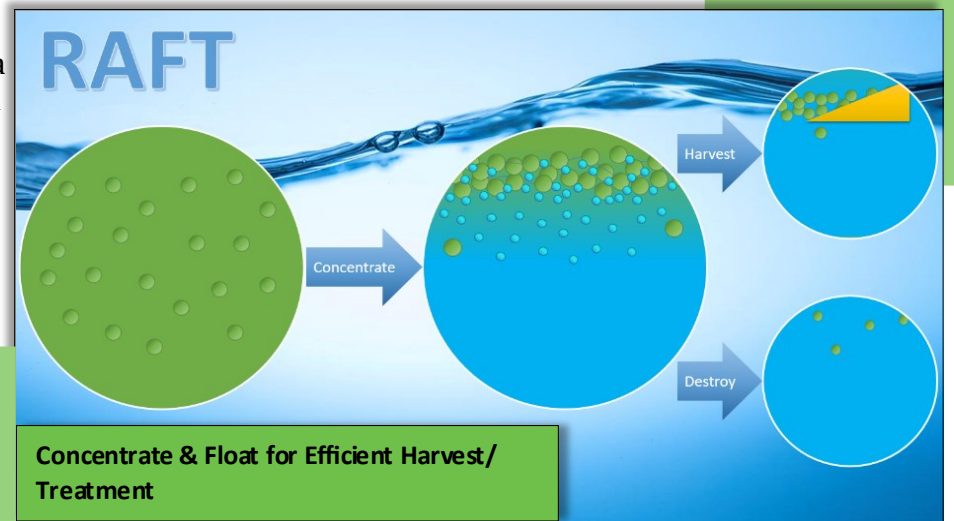 a
RAFT
Harvest
Concentrate
Destroy
Concentrate & Float for Efficient Harvest/
Treatment